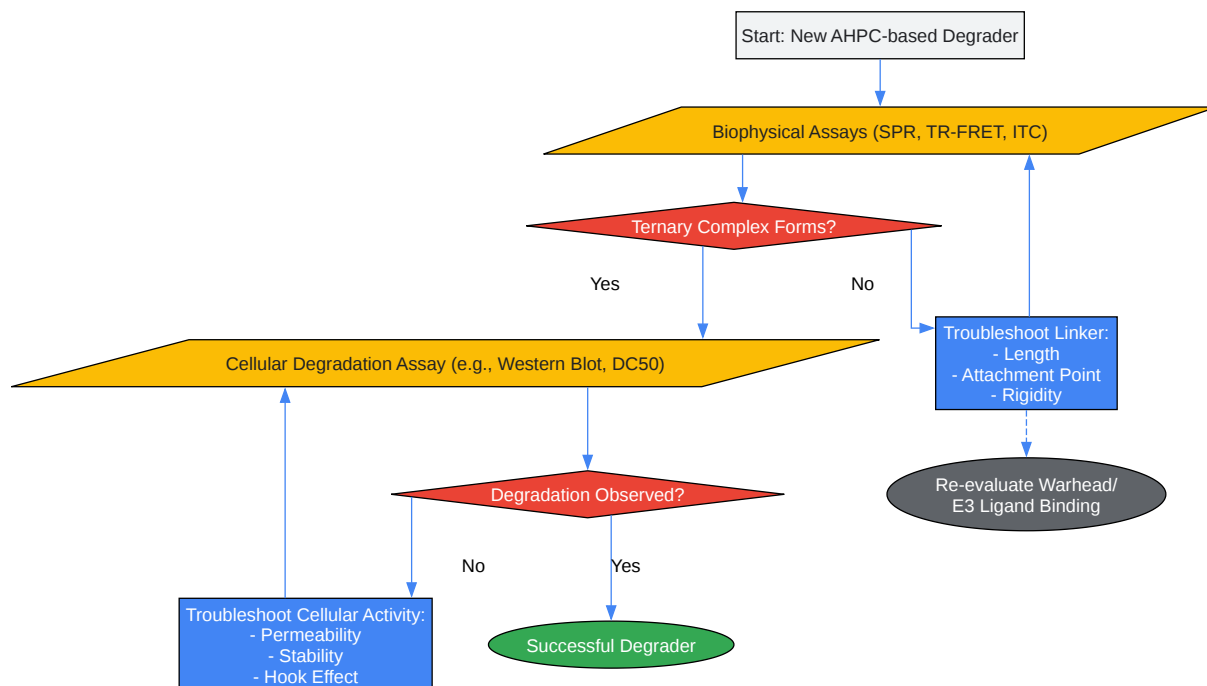 Start: New AHPC-based Degrader
Biophysical Assays (SPR, TR-FRET, ITC)
Ternary Complex Forms?
Yes
No
Troubleshoot Linker:
- Length
- Attachment Point
- Rigidity
Cellular Degradation Assay (e.g., Western Blot, DC50)
Re-evaluate Warhead/
E3 Ligand Binding
Degradation Observed?
No
Yes
Troubleshoot Cellular Activity:
- Permeability
- Stability
- Hook Effect
Successful Degrader